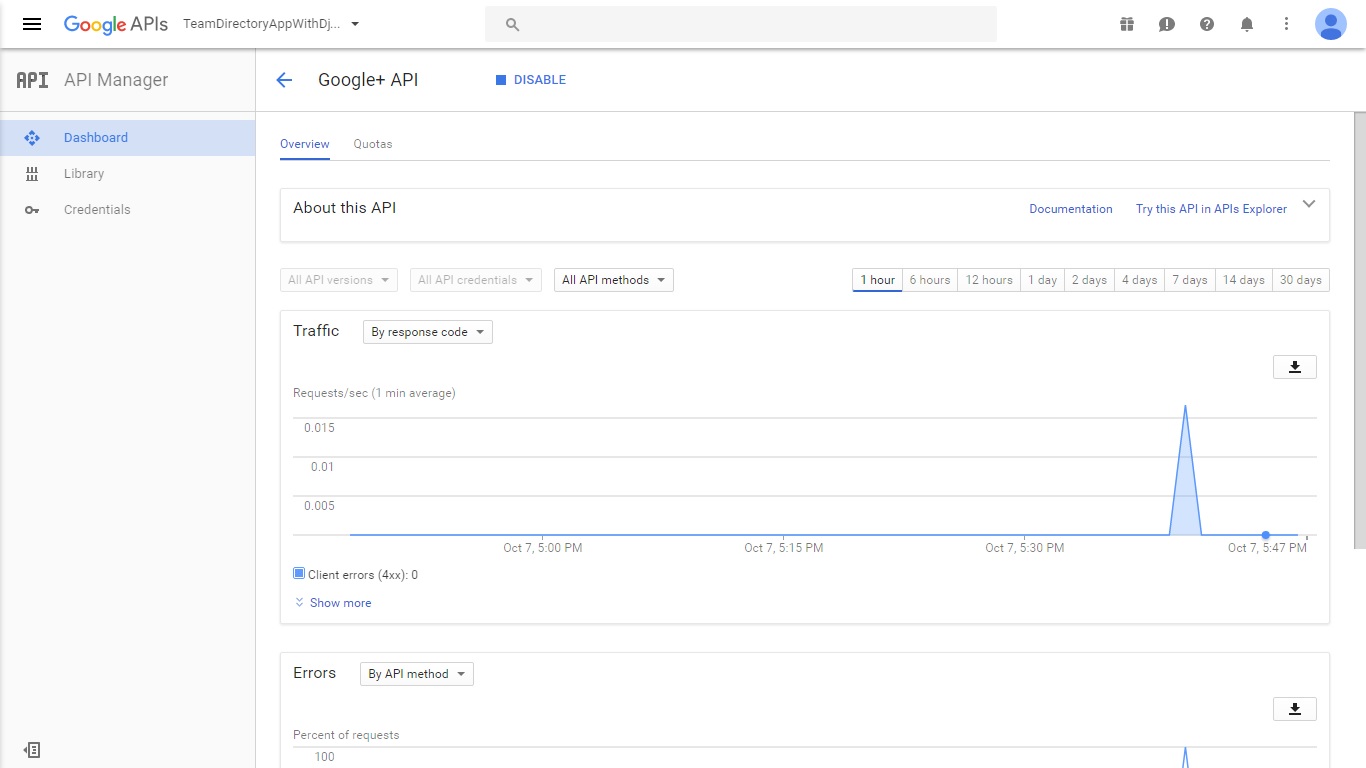 Google APIs TeamDirectoryAppWithDj...
API API Manager
Google+ API DISABLE
Dashboard
Library
Credentials
Overview Quotas
About this API Documentation Try this API in APIs Explorer
All API versions All API credentials All API methods 1 hour 6 hours 12 hours 1 day 2 days 4 days 7 days 14 days 30 days
Traffic By response code
Requests/sec (1 min average)
0.015
0.01
0.005
Oct 7, 5:00 PM Oct 7, 5:15 PM Oct 7, 5:30 PM Oct 7, 5:47 PM
Client errors (4xx): 0
Show more
Errors By API method
Percent of requests
100